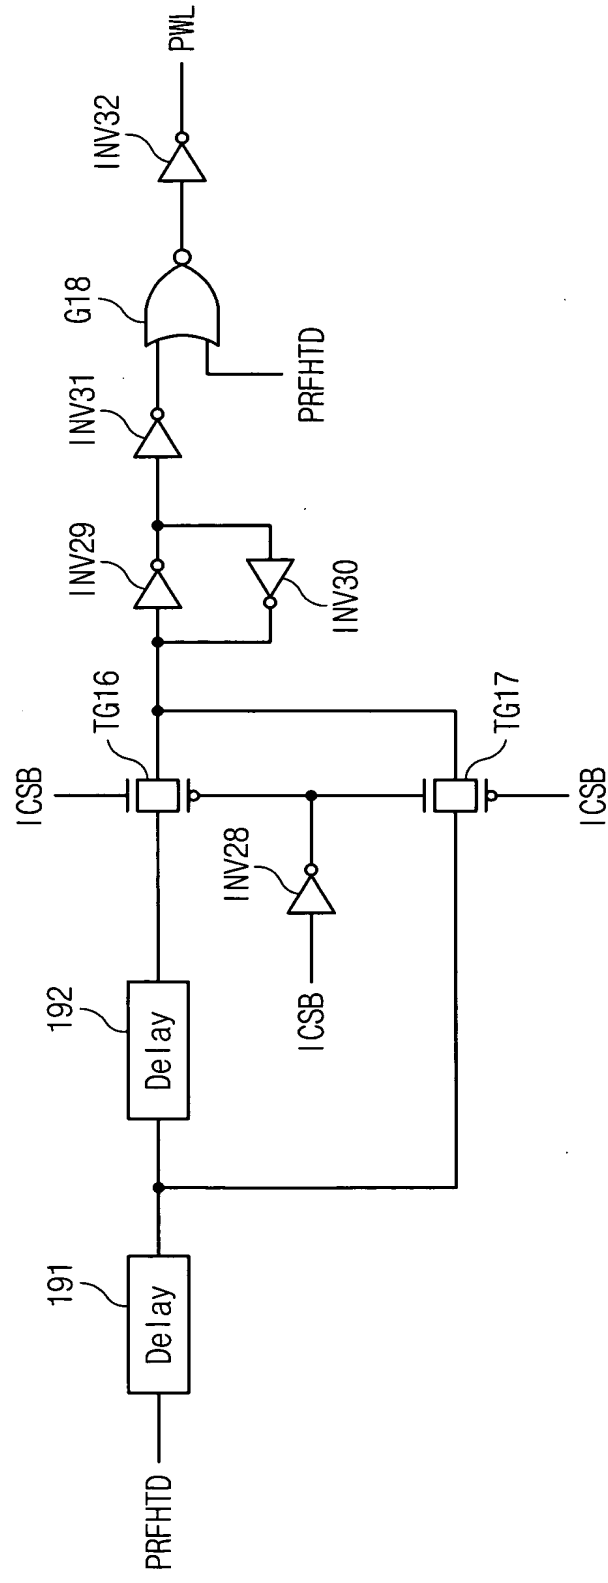 PRFHTD
191
Delay
192
Delay
ICSB
TG16
ICSB
INV28
TG17
ICSB
INV29
INV30
INV31
G18
PRFHTD
INV32
PWL